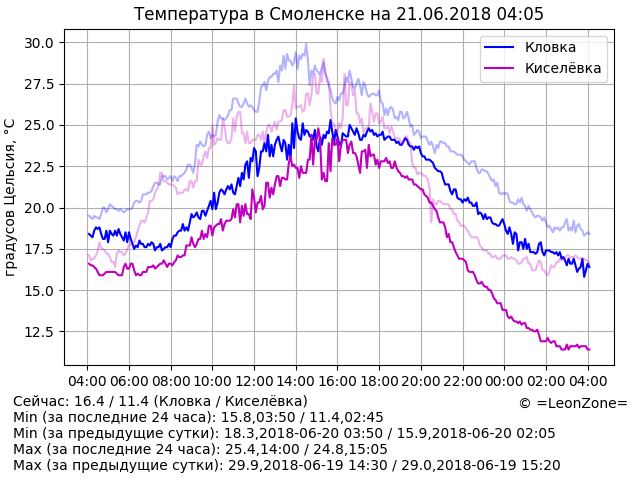 Температура в Смоленске на 21.06.2018 04:05
Кловка
Киселёвка
градусов Цельсия, °C
30.0
27.5
25.0
22.5
20.0
17.5
15.0
12.5
04:00 06:00 08:00 10:00 12:00 14:00 16:00 18:00 20:00 22:00 00:00 02:00 04:00
Сейчас: 16.4 / 11.4 (Кловка / Киселёвка)
© =LeonZone=
Min (за последние 24 часа): 15.8,03:50 / 11.4,02:45
Min (за предыдущие сутки): 18.3,2018-06-20 03:50 / 15.9,2018-06-20 02:05
Max (за последние 24 часа): 25.4,14:00 / 24.8,15:05
Max (за предыдущие сутки): 29.9,2018-06-19 14:30 / 29.0,2018-06-19 15:20